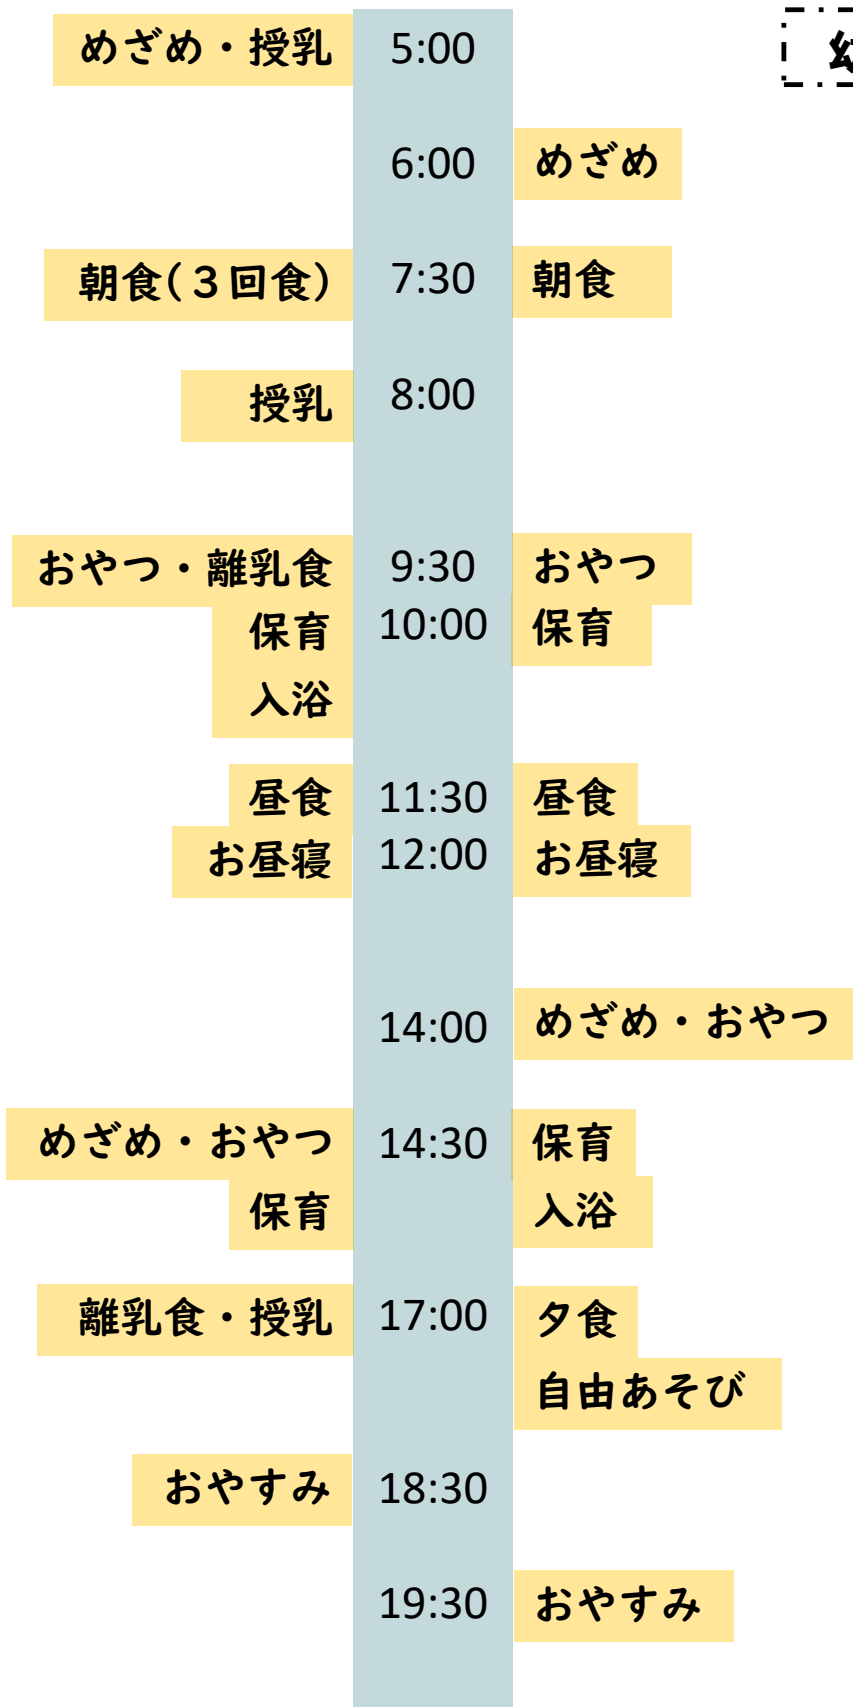 めざめ・授乳 5:00 幼
6:00 めざめ
朝食(３回食) 7:30 朝食
授乳 8:00
おやつ・離乳食 9:30 おやつ
保育 10:00 保育
入浴
昼食 11:30 昼食
お昼寝 12:00 お昼寝
14:00 めざめ・おやつ
めざめ・おやつ 14:30 保育
保育 入浴
離乳食・授乳 17:00 夕食
自由あそび
おやすみ 18:30
19:30 おやすみ